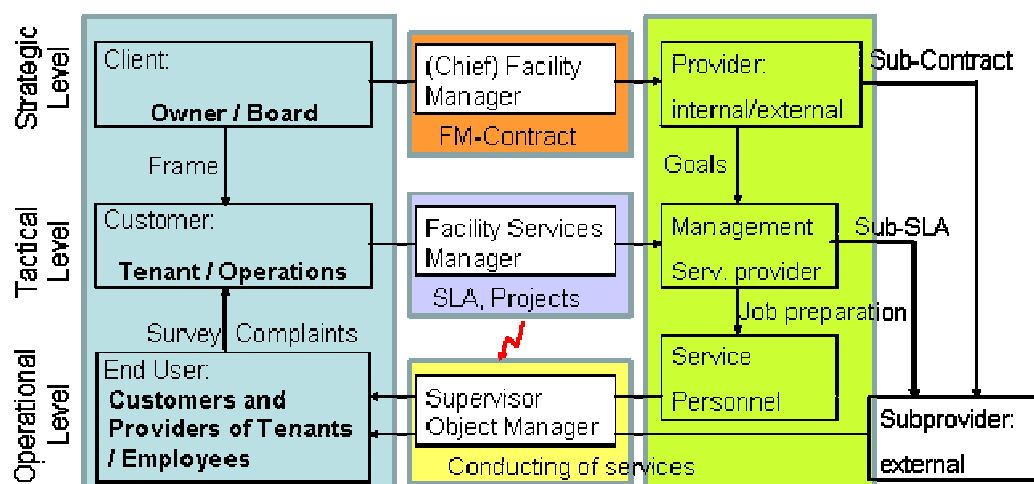 Strategic
Level
Client:
Owner / Board
(Chief) Facility
Manager
FM-Contract
Provider:
internal/external
Sub-Contract
Frame
Goals
Tactical
Level
Customer:
Tenant / Operations
Facility Services
Manager
SLA, Projects
Management
Serv. provider
Sub-SLA
Survey Complaints
Job preparation
Operational
Level
End User:
Customers and
Providers of Tenants
/ Employees
Supervisor
Object Manager
Conducting of services
Service
Personnel
Subprovider:
external